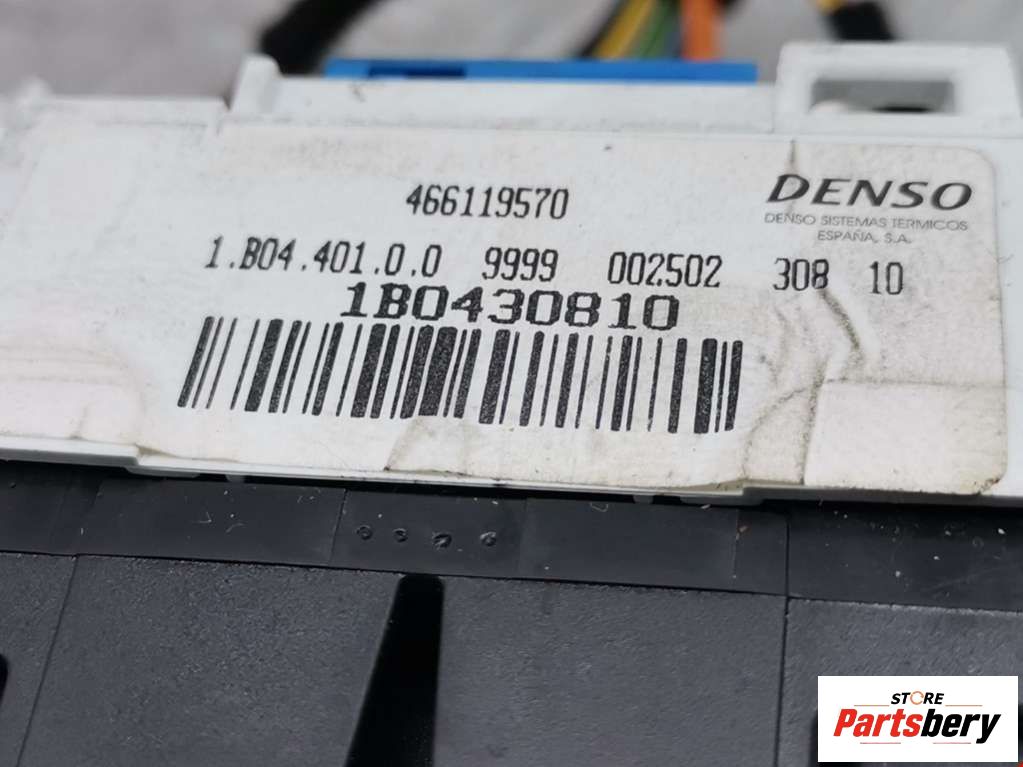 466119570
DENSO
DENSO SISTEMAS TERMICOS
ESPAÑA, S.A.
1.B04.401.0.0 9999 002502 308 10
1B0430810
STORE
Partsbery